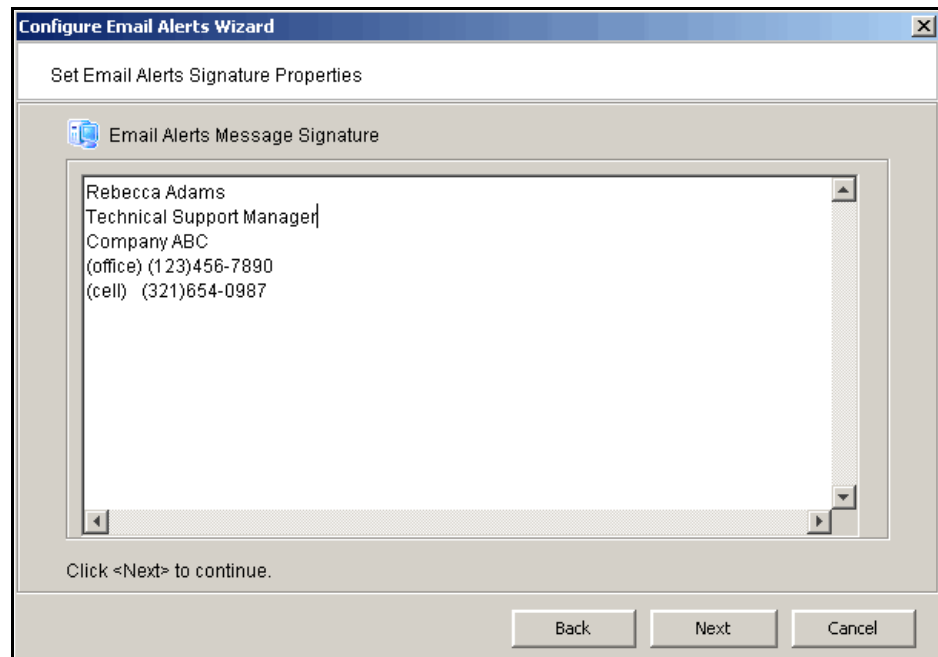 Configure Email Alerts Wizard
Set Email Alerts Signature Properties
Email Alerts Message Signature
Rebecca Adams
Technical Support Manager
Company ABC
(office) (123)456-7890
(cell)   (321)654-0987
Click <Next> to continue.
Back Next Cancel